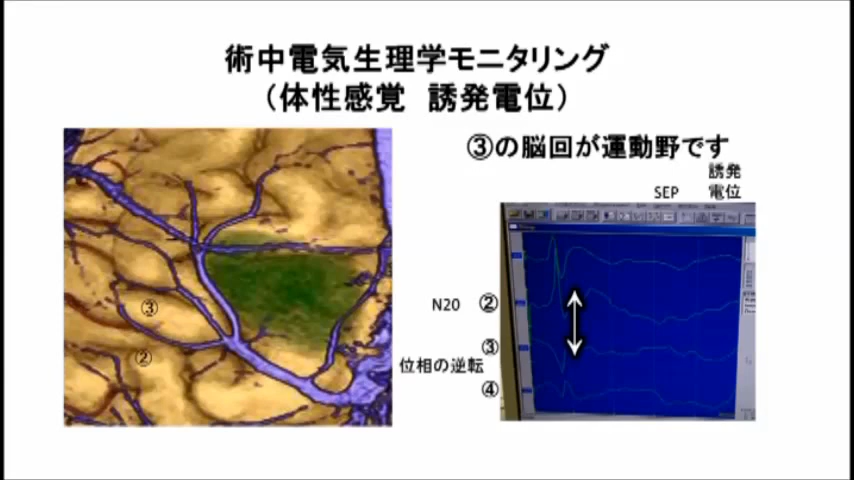 術中電気生理学モニタリング
（体性感覚 誘発電位）
③の脳回が運動野です
誘発
SEP 電位
N20 ②
③
位相の逆転
④
③
②